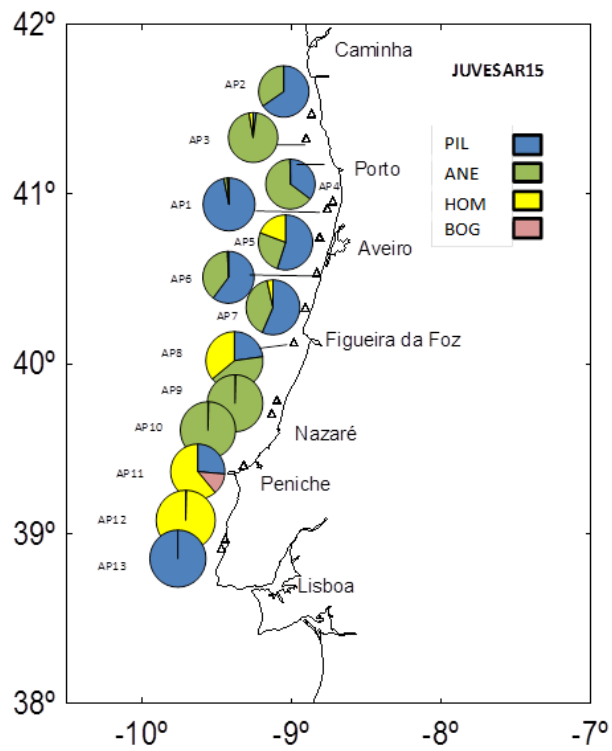 42º
Caminha
JUVESAR15
AP2
PIL
AP3
ANE
Porto
AP4
HOM
41º
AP1
BOG
AP5
Aveiro
AP6
AP7
Figueira da Foz
40º
AP8
AP9
AP10
Nazaré
AP11
Peniche
AP12
39º
AP13
Lisboa
38º
-10º
-9º
-8º
-7º